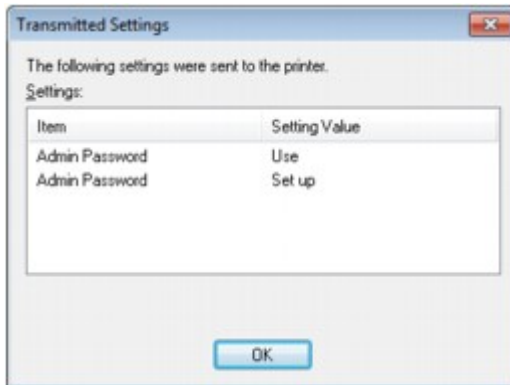 Transmitted Settings
The following settings were sent to the printer.
Settings:
Item Setting Value
Admin Password Use
Admin Password Set up
OK